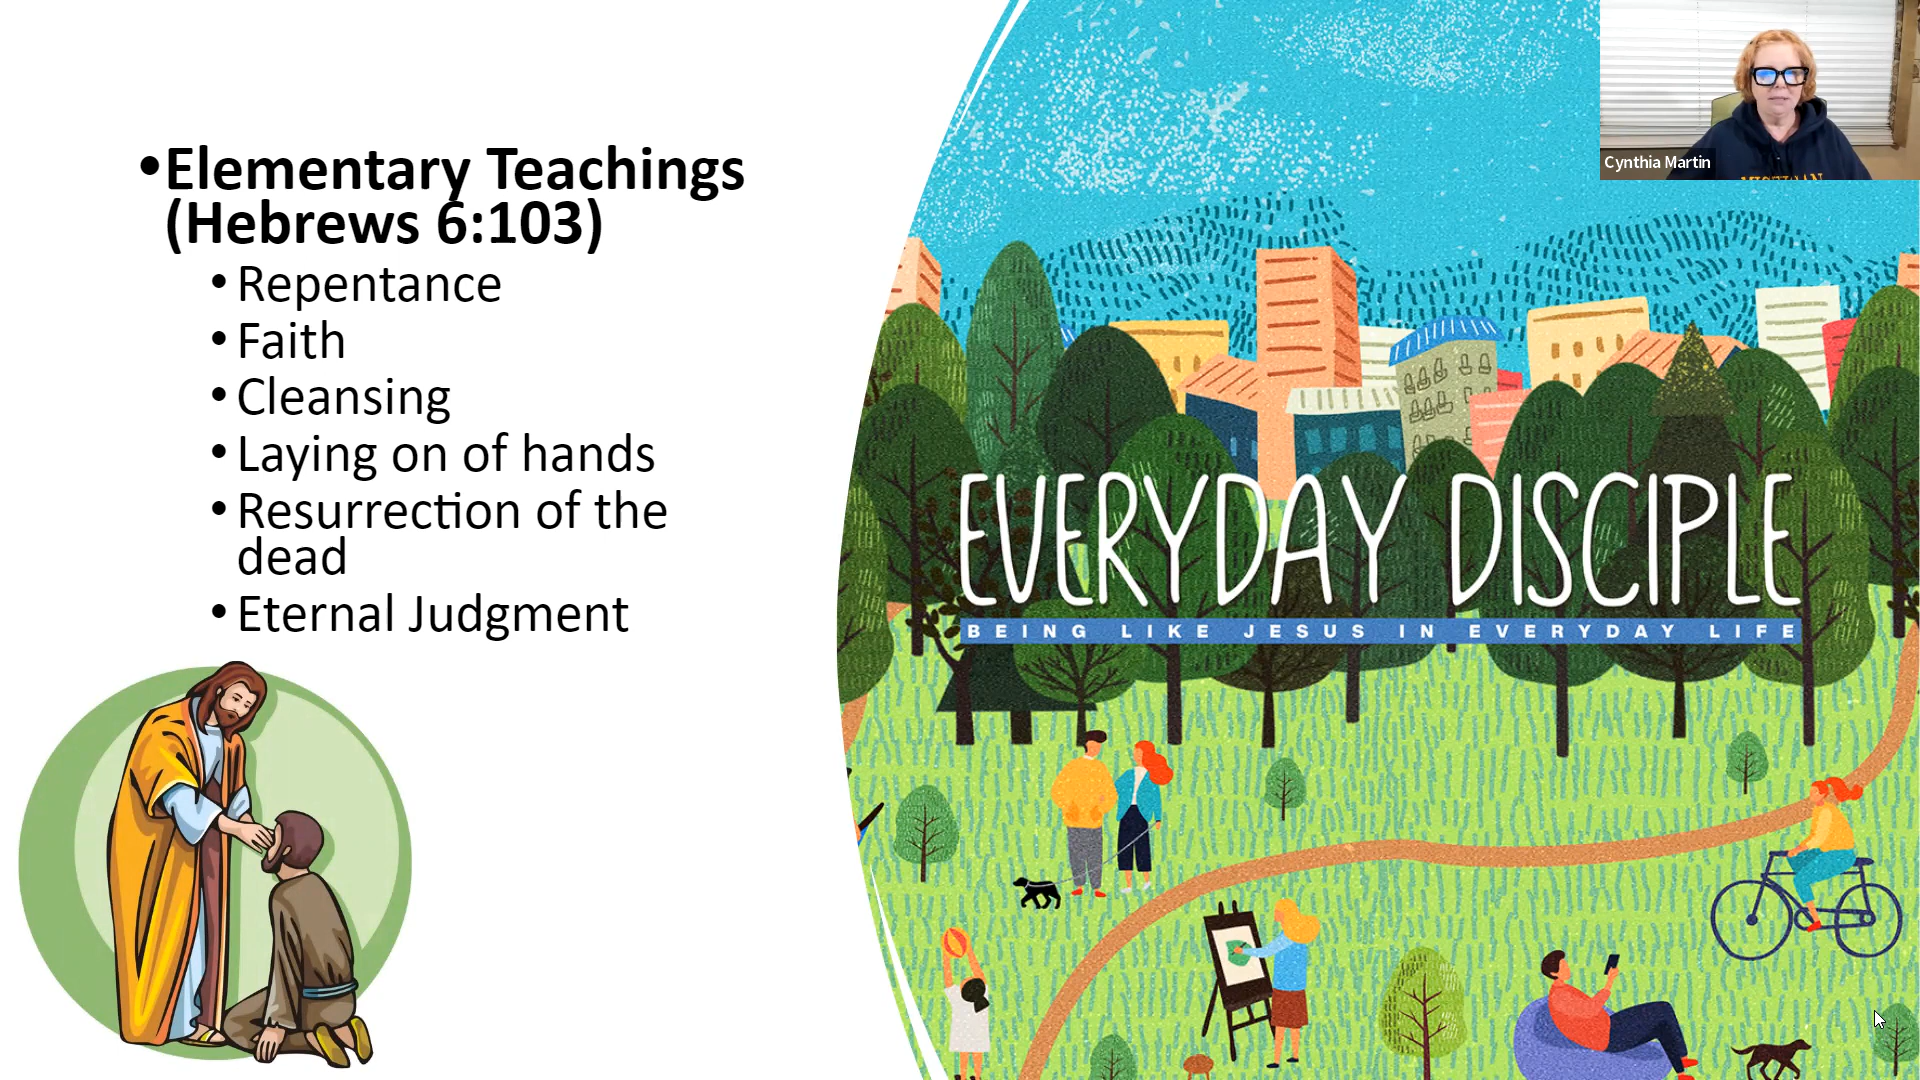 •Elementary Teachings
(Hebrews 6:103)
• Repentance
• Faith
• Cleansing
• Laying on of hands
• Resurrection of the
dead
• Eternal Judgment
EVERYDAY DISCIPLE
BEING LIKE JESUS IN EVERYDAY LIFE
Cynthia Martin